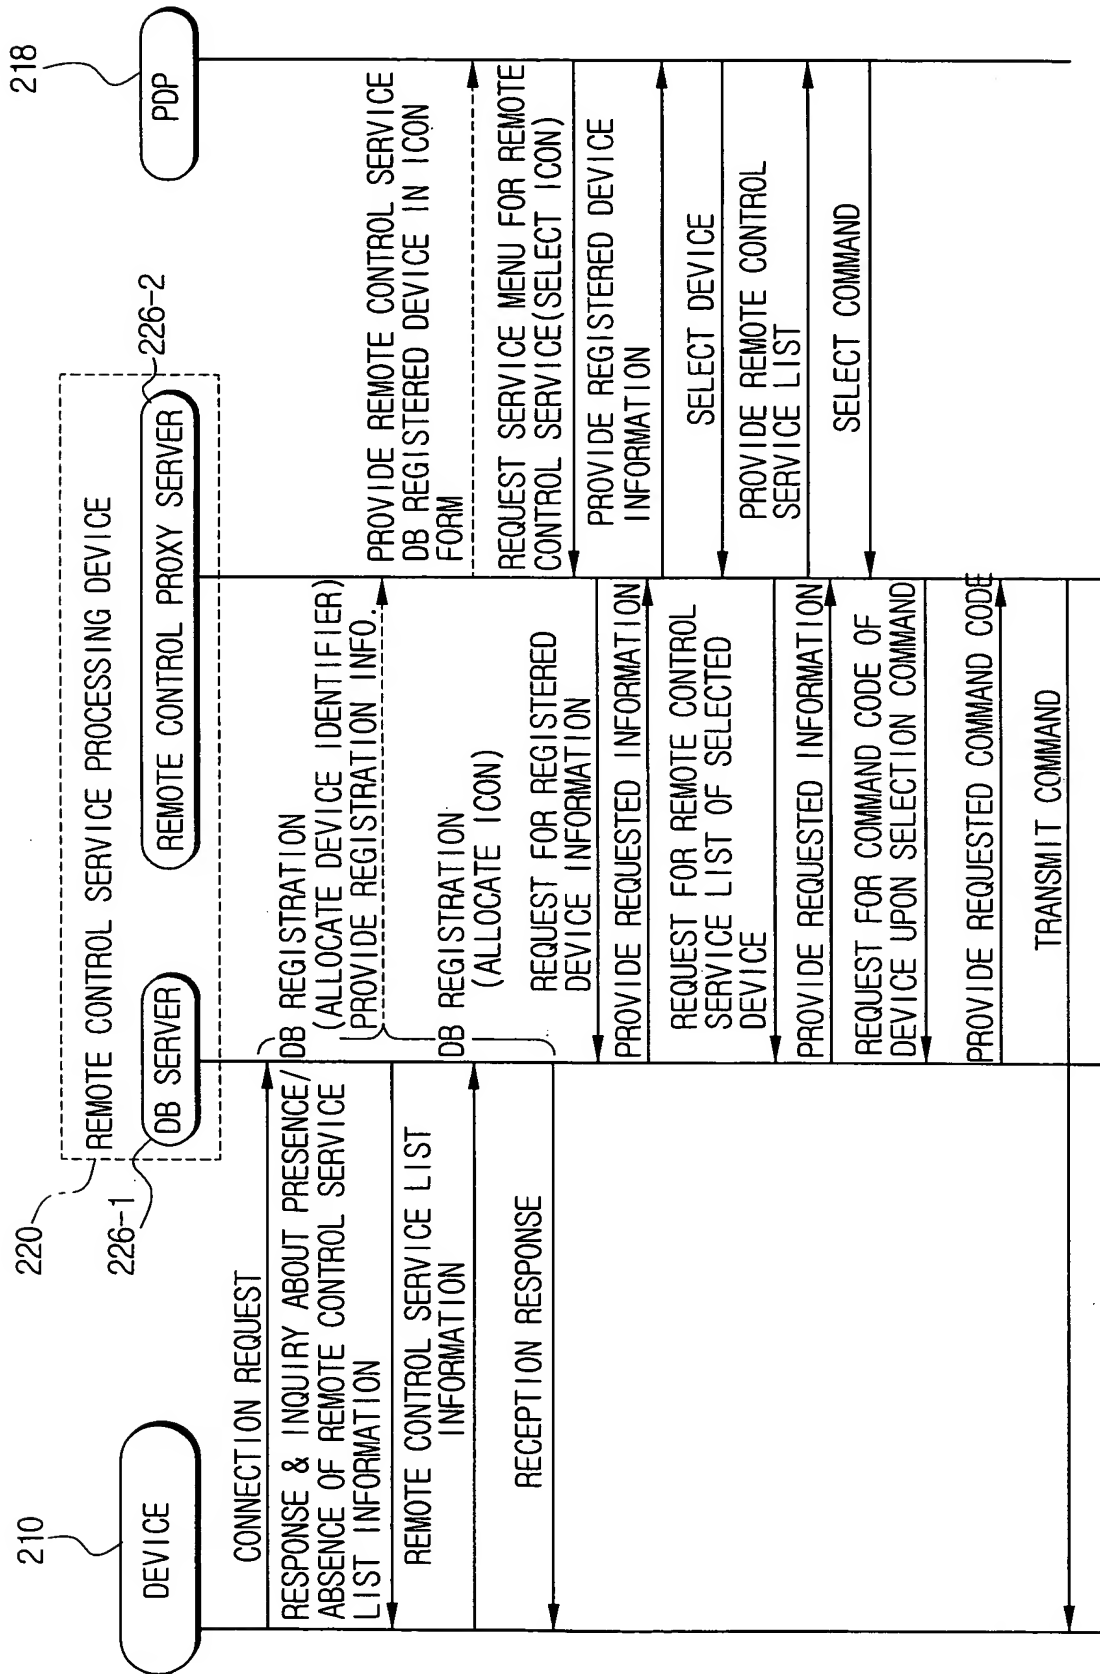 220
REMOTE CONTROL SERVICE PROCESSING DEVICE
210
226-1
226-2
218
DEVICE
DB SERVER
REMOTE CONTROL PROXY SERVER
PDP
CONNECTION REQUEST
RESPONSE & INQUIRY ABOUT PRESENCE/
ABSENCE OF REMOTE CONTROL SERVICE
LIST INFORMATION
REMOTE CONTROL SERVICE LIST
INFORMATION
RECEPTION RESPONSE
DB REGISTRATION
(ALLOCATE DEVICE IDENTIFIER)
PROVIDE REGISTRATION INFO.
DB REGISTRATION
(ALLOCATE ICON)
PROVIDE REMOTE CONTROL SERVICE
DB REGISTERED DEVICE IN ICON
FORM
REQUEST SERVICE MENU FOR REMOTE
CONTROL SERVICE(SELECT ICON)
REQUEST FOR REGISTERED
DEVICE INFORMATION
PROVIDE REQUESTED INFORMATION
PROVIDE REGISTERED DEVICE
INFORMATION
SELECT DEVICE
REQUEST FOR REMOTE CONTROL
SERVICE LIST OF SELECTED
DEVICE
PROVIDE REQUESTED INFORMATION
PROVIDE REMOTE CONTROL
SERVICE LIST
SELECT COMMAND
REQUEST FOR COMMAND CODE OF
DEVICE UPON SELECTION COMMAND
PROVIDE REQUESTED COMMAND CODE
TRANSMIT COMMAND